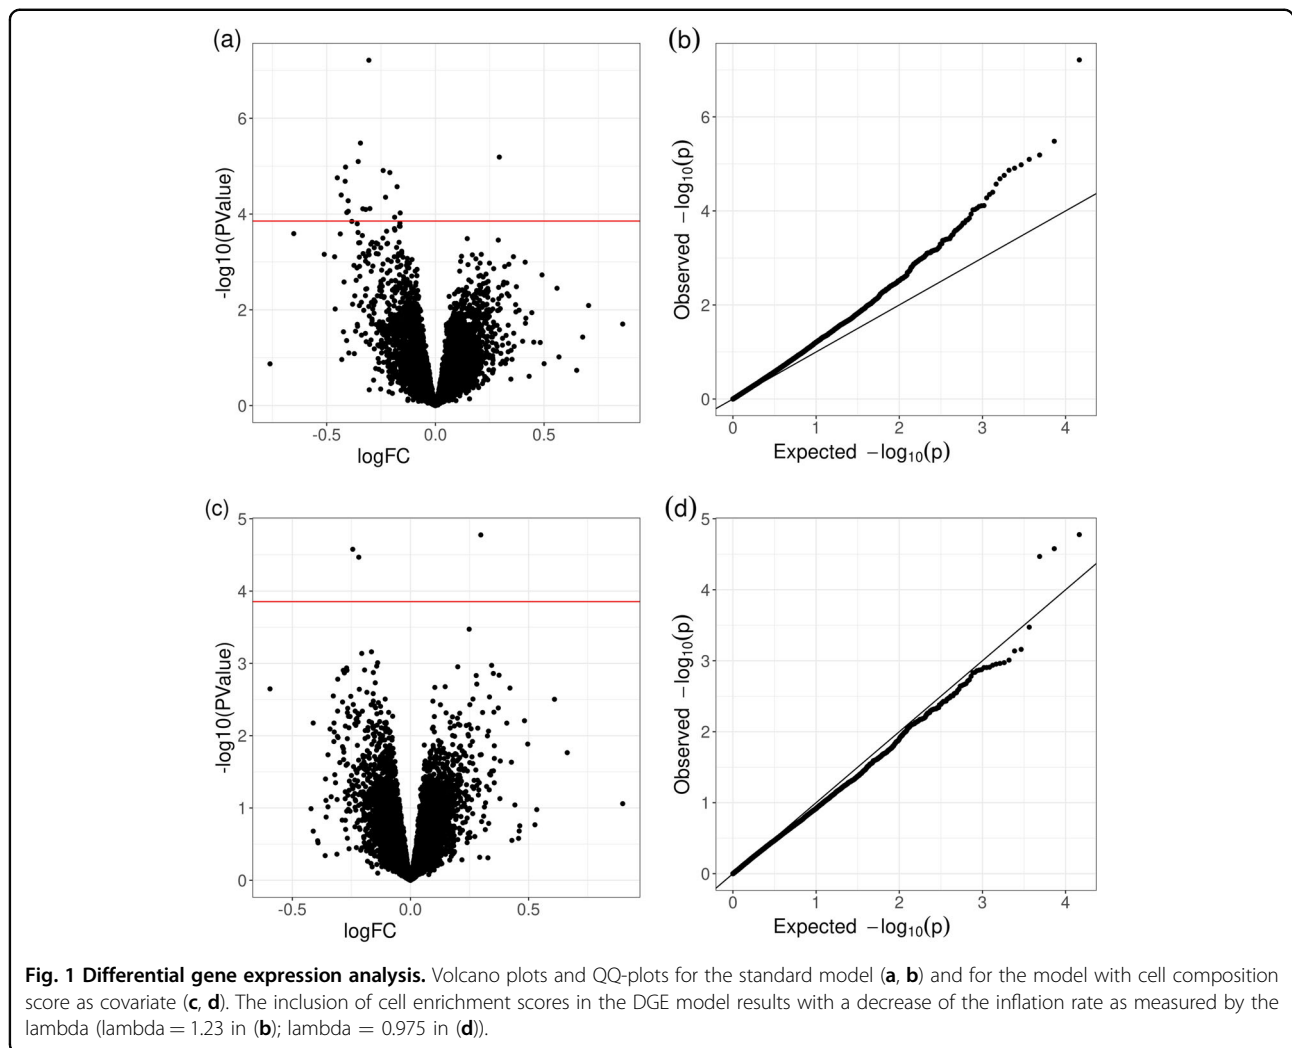 (a)
-log10(PValue)
6
4
2
0
-0.5
0.0
0.5
logFC
(b)
Observed −log10(p)
6
4
2
0
0
1
2
3
4
Expected −log10(p)
(c)
-log10(PValue)
5
4
3
2
1
0
-0.5
0.0
0.5
logFC
(d)
Observed −log10(p)
5
4
3
2
1
0
0
1
2
3
4
Expected −log10(p)
Fig. 1 Differential gene expression analysis. Volcano plots and QQ-plots for the standard model (a, b) and for the model with cell composition
score as covariate (c, d). The inclusion of cell enrichment scores in the DGE model results with a decrease of the inflation rate as measured by the
lambda (lambda = 1.23 in (b); lambda = 0.975 in (d)).